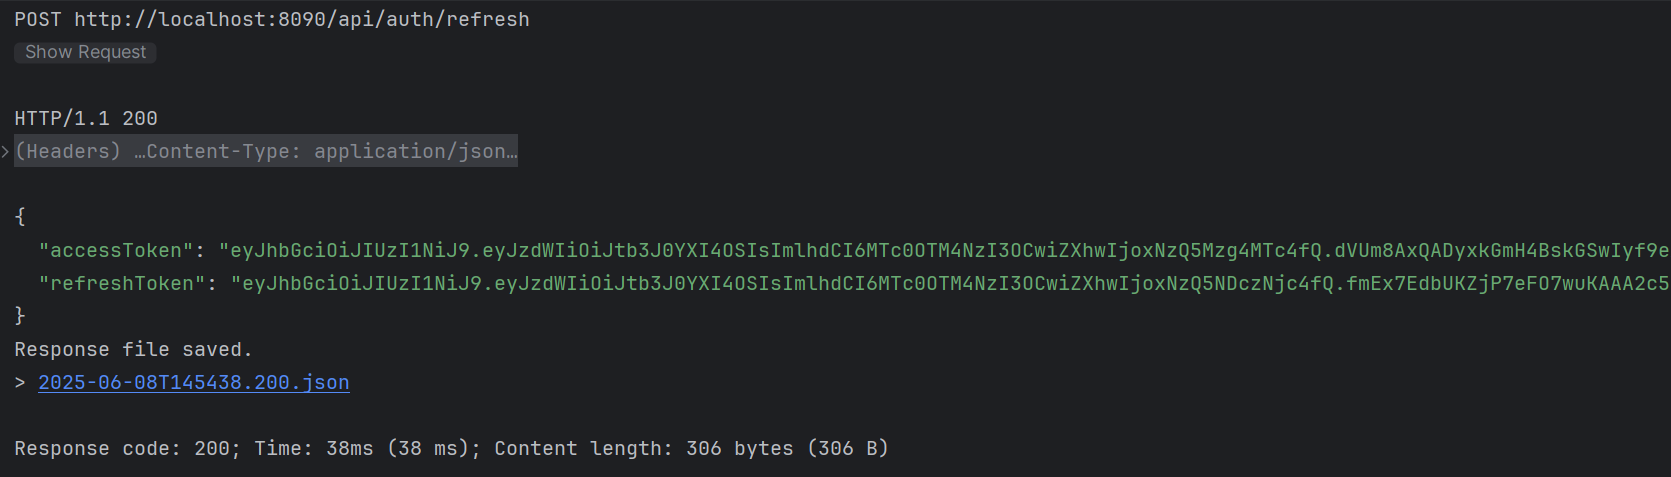 POST http://localhost:8090/api/auth/refresh
Show Request
HTTP/1.1 200
(Headers) …Content-Type: application/json…
{
"accessToken": "eyJhbGciOiJIUzI1NiJ9.eyJzdWIiOiJtb3J0YXI4OSIsImlhdCI6MTc0OTM4NzI3OCwiZXhwIjoxNzQ5Mzg4MTc4fQ.dVUm8AxQADyxkGmH4BskGSwIyf9e
"refreshToken": "eyJhbGciOiJIUzI1NiJ9.eyJzdWIiOiJtb3J0YXI4OSIsImlhdCI6MTc0OTM4NzI3OCwiZXhwIjoxNzQ5NDczNjc4fQ.fmEx7EdbUKZjP7eFO7wuKAAA2c5
}
Response file saved.
> 2025-06-08T145438.200.json
Response code: 200; Time: 38ms (38 ms); Content length: 306 bytes (306 B)